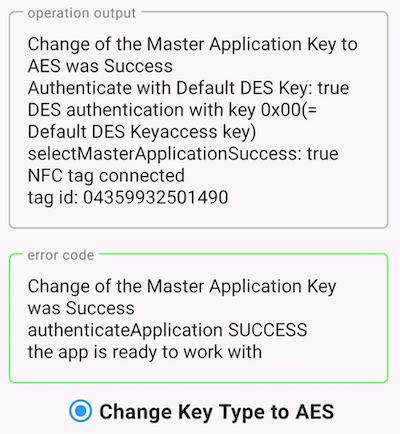 operation output
Change of the Master Application Key to
AES was Success
Authenticate with Default DES Key: true
DES authentication with key 0x00(=
Default DES Keyaccess key)
selectMasterApplicationSuccess: true
NFC tag connected
tag id: 04359932501490
error code
Change of the Master Application Key
was Success
authenticateApplication SUCCESS
the app is ready to work with
Change Key Type to AES